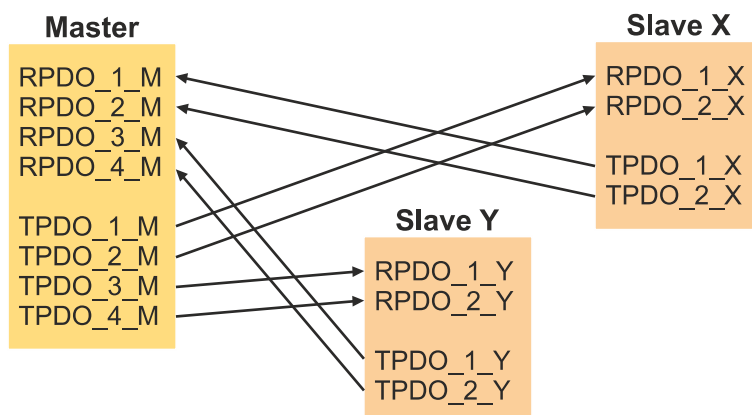 Master
RPDO_1_M
RPDO_2_M
RPDO_3_M
RPDO_4_M
TPDO_1_M
TPDO_2_M
TPDO_3_M
TPDO_4_M
Slave Y
RPDO_1_Y
RPDO_2_Y
TPDO_1_Y
TPDO_2_Y
Slave X
RPDO_1_X
RPDO_2_X
TPDO_1_X
TPDO_2_X